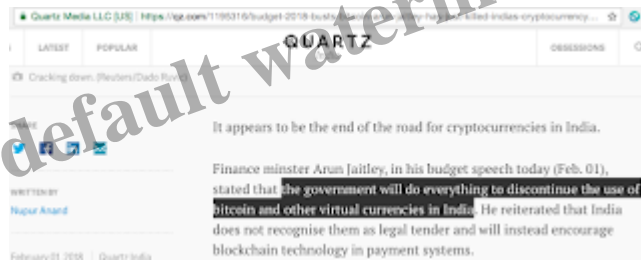 Quartz Media LLC [US] | https://qz.com/1195316/budget-2018-busts
LATEST POPULAR QUARTZ OBSESSIONS
Cracking down. (Reuters/Dado
default
It appears to be the end of the road for cryptocurrencies in India.
Finance minster Arun Jaitley, in his budget speech today (Feb. 01),
stated that the government will do everything to discontinue the use of
WRITTEN BY
Nupur Anand
bitcoin and other virtual currencies in India. He reiterated that India
does not recognise them as legal tender and will instead encourage
blockchain technology in payment systems.
February 01, 2018 Quartz India